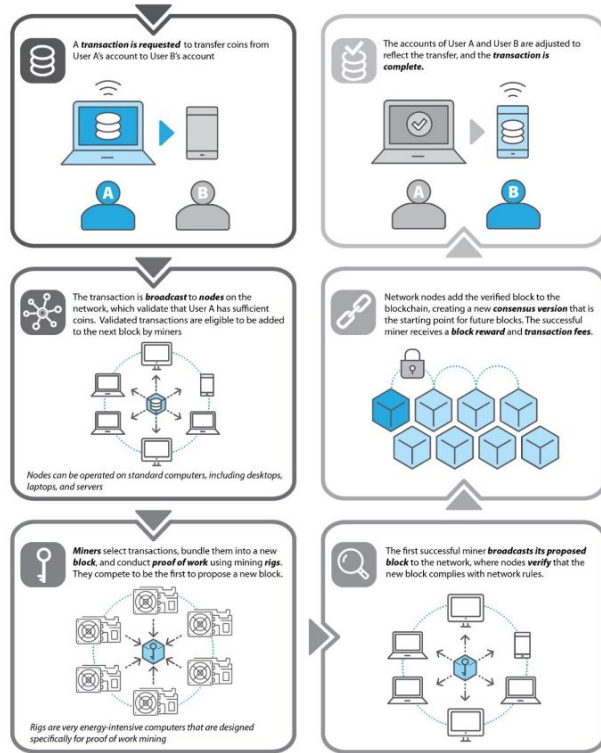 A transaction is requested to transfer coins from
User A's account to User B's account
A
B
The transaction is broadcast to nodes on the
network, which validate that User A has sufficient
coins. Validated transactions are eligible to be added
to the next block by miners
Nodes can be operated on standard computers, including desktops,
laptops, and servers
Miners select transactions, bundle them into a new
block, and conduct proof of work using mining rigs.
They compete to be the first to propose a new block.
Rigs are very energy-intensive computers that are designed
specifically for proof of work mining
The first successful miner broadcasts its proposed
block to the network, where nodes verify that the
new block complies with network rules.
Network nodes add the verified block to the
blockchain, creating a new consensus version that is
the starting point for future blocks. The successful
miner receives a block reward and transaction fees.
The accounts of User A and User B are adjusted to
reflect the transfer, and the transaction is
complete.
A
B